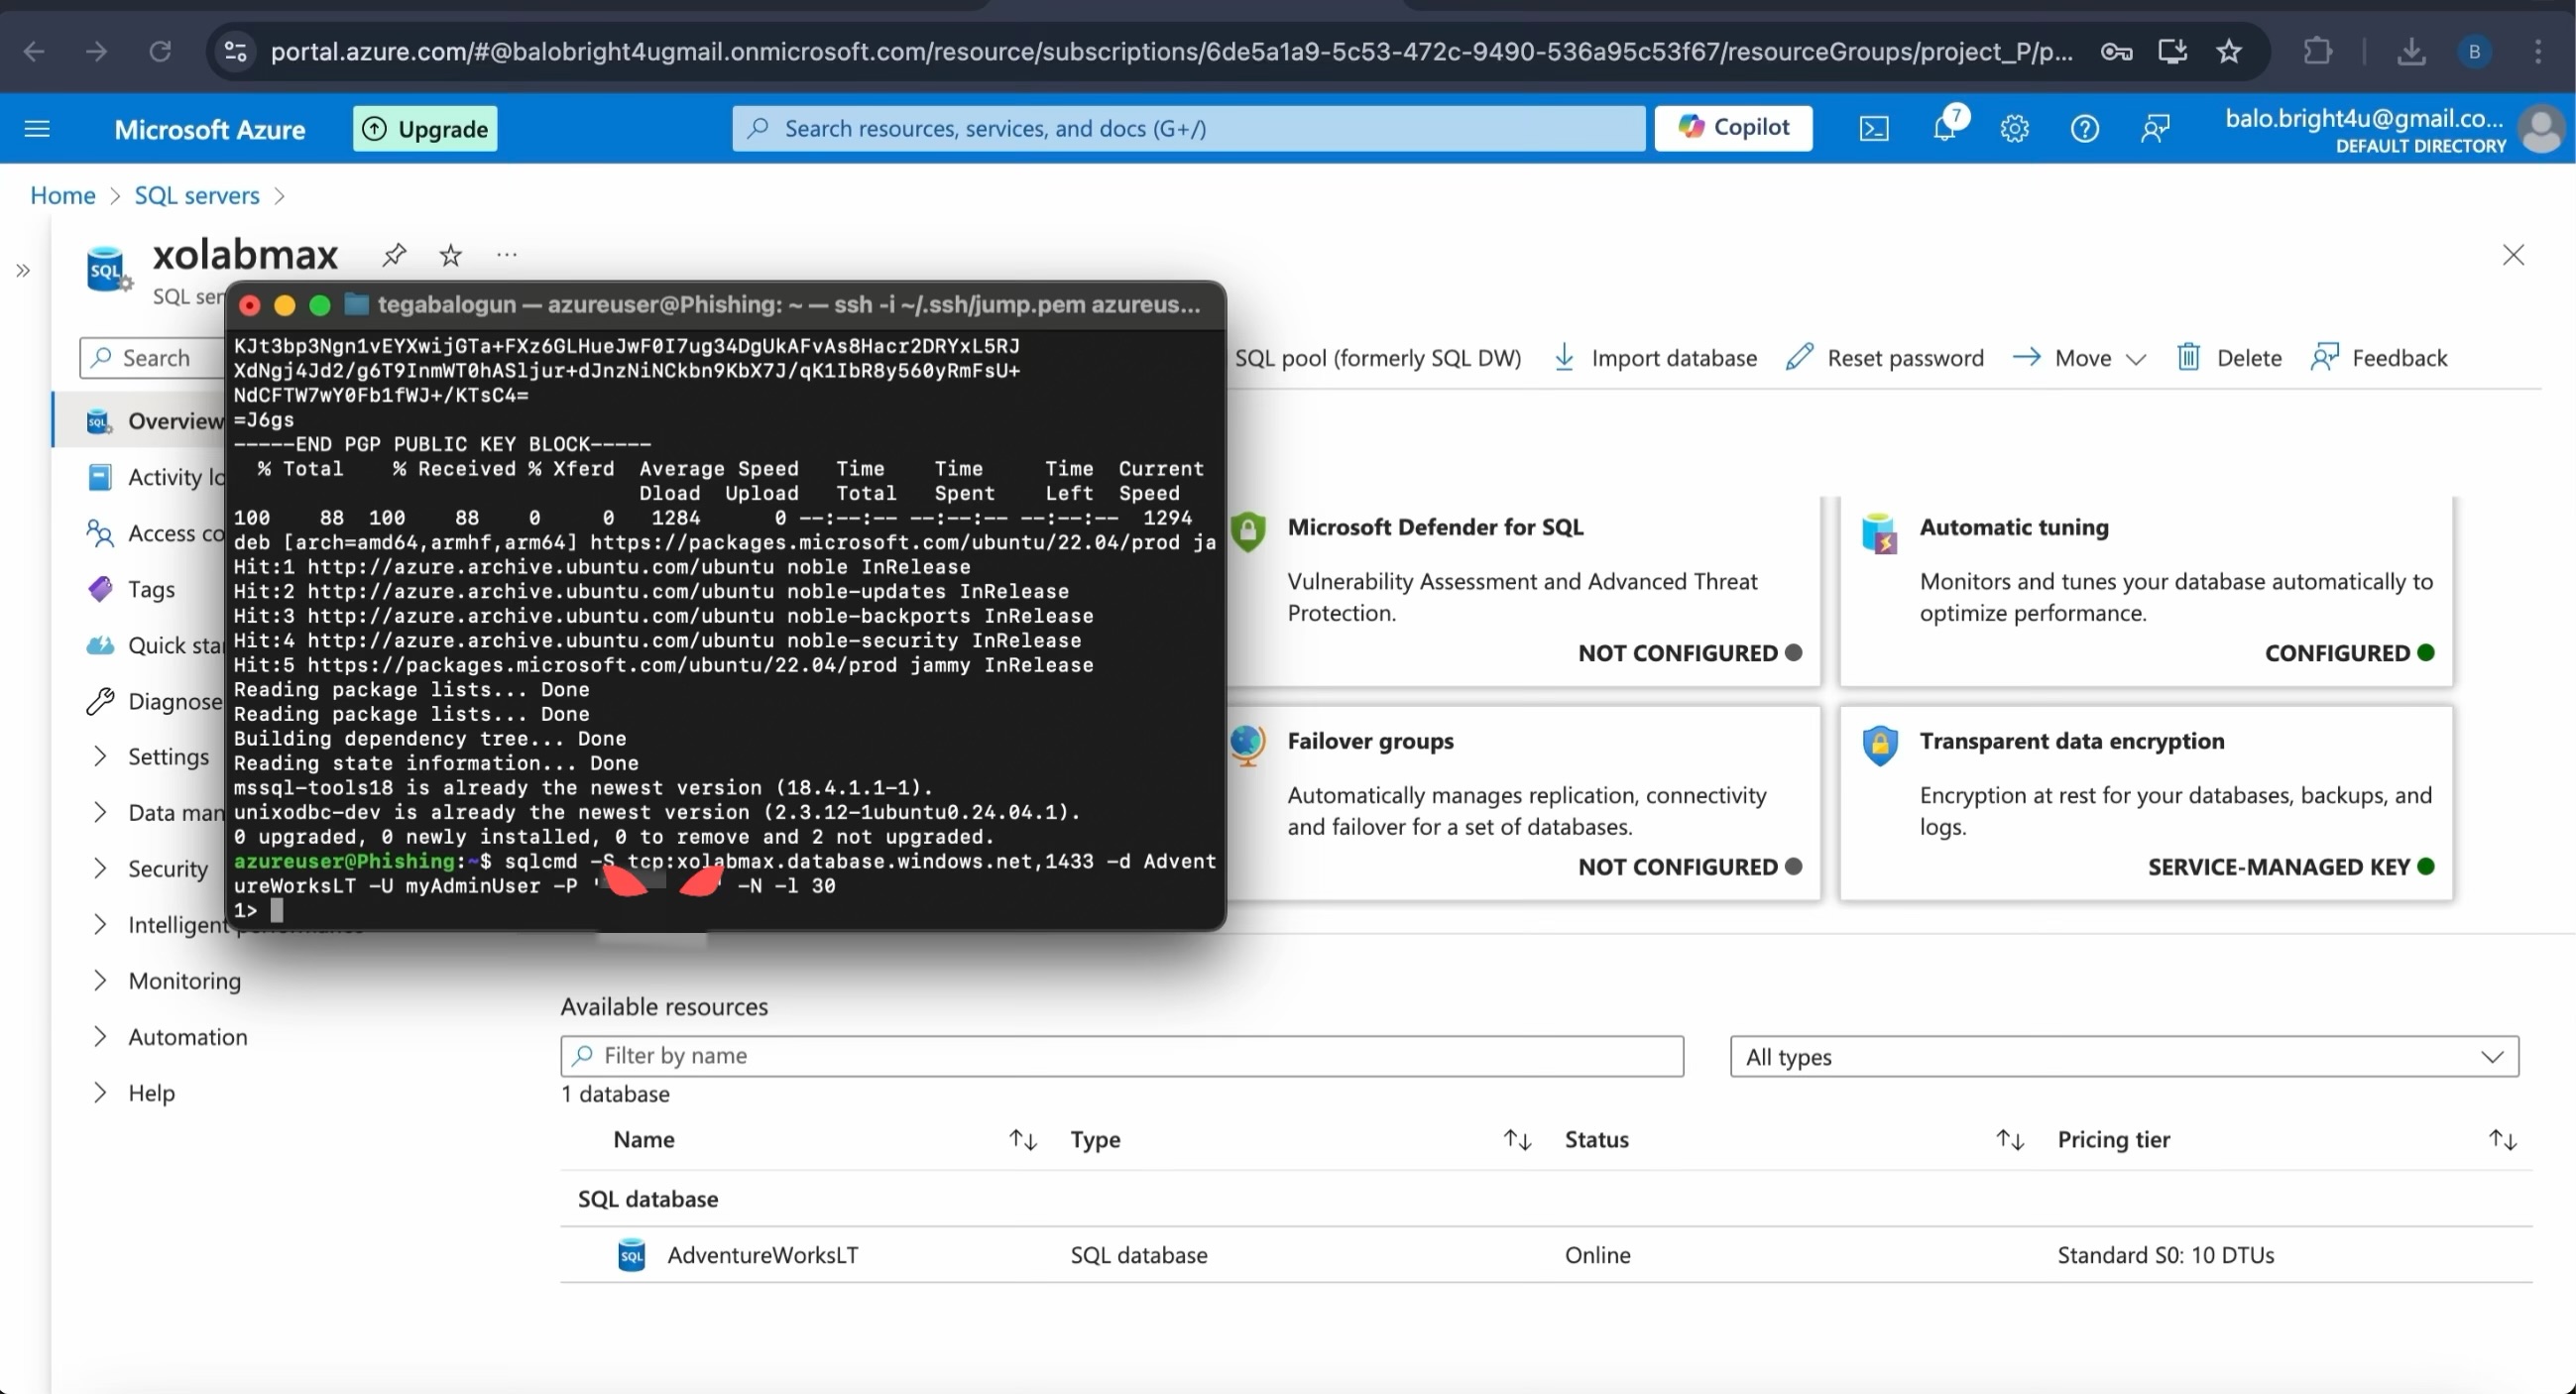 portal.azure.com/#@balobright4ugmail.onmicrosoft.com/resource/subscriptions/6de5a1a9-5c53-472c-9490-536a95c53f67/resourceGroups/project_P/p...
B
Microsoft Azure
Upgrade
Search resources, services, and docs (G+/)
Copilot
7
balo.bright4u@gmail.co...
DEFAULT DIRECTORY
Home > SQL servers >
SQL
xolabmax
SQL ser
tegabalogun — azureuser@Phishing: ~ — ssh -i ~/.ssh/jump.pem azureus...
KJt3bp3Ngn1vEYXwijGTa+FXz6GLHueJwF0I7ug34DgUkAFvAs8Hacr2DRYxL5RJ
XdNgj4Jd2/g6T9InmWT0hASljur+dJnzNiNCkbn9KbX7J/qK1IbR8y560yRmFsU+
NdCFTW7wY0Fb1fWJ+/KTsC4=
=J6gs
-----END PGP PUBLIC KEY BLOCK-----
% Total % Received % Xferd Average Speed Time Time Time Current
Dload Upload Total Spent Left Speed
100 88 100 88 0 0 1284 0 --:--:-- --:--:-- --:--:-- 1294
deb [arch=amd64,armhf,arm64] https://packages.microsoft.com/ubuntu/22.04/prod ja
Hit:1 http://azure.archive.ubuntu.com/ubuntu noble InRelease
Hit:2 http://azure.archive.ubuntu.com/ubuntu noble-updates InRelease
Hit:3 http://azure.archive.ubuntu.com/ubuntu noble-backports InRelease
Hit:4 http://azure.archive.ubuntu.com/ubuntu noble-security InRelease
Hit:5 https://packages.microsoft.com/ubuntu/22.04/prod jammy InRelease
Reading package lists... Done
Reading package lists... Done
Building dependency tree... Done
Reading state information... Done
mssql-tools18 is already the newest version (18.4.1.1-1).
unixodbc-dev is already the newest version (2.3.12-1ubuntu0.24.04.1).
0 upgraded, 0 newly installed, 0 to remove and 2 not upgraded.
azureuser@Phishing:~$ sqlcmd -S tcp:xolabmax.database.windows.net,1433 -d Advent
ureWorksLT -U myAdminUser -P ' ' -N -l 30
1>
Search
Overview
Activity lo
Access co
Tags
Quick star
Diagnose
Settings
Data man
Security
Intelligent
Monitoring
Automation
Help
SQL pool (formerly SQL DW)
Import database
Reset password
Move
Delete
Feedback
Microsoft Defender for SQL
Vulnerability Assessment and Advanced Threat
Protection.
NOT CONFIGURED
Automatic tuning
Monitors and tunes your database automatically to
optimize performance.
CONFIGURED
Failover groups
Automatically manages replication, connectivity
and failover for a set of databases.
NOT CONFIGURED
Transparent data encryption
Encryption at rest for your databases, backups, and
logs.
SERVICE-MANAGED KEY
Available resources
Filter by name
All types
1 database
Name Type Status Pricing tier
SQL database
SQL AdventureWorksLT SQL database Online Standard S0: 10 DTUs